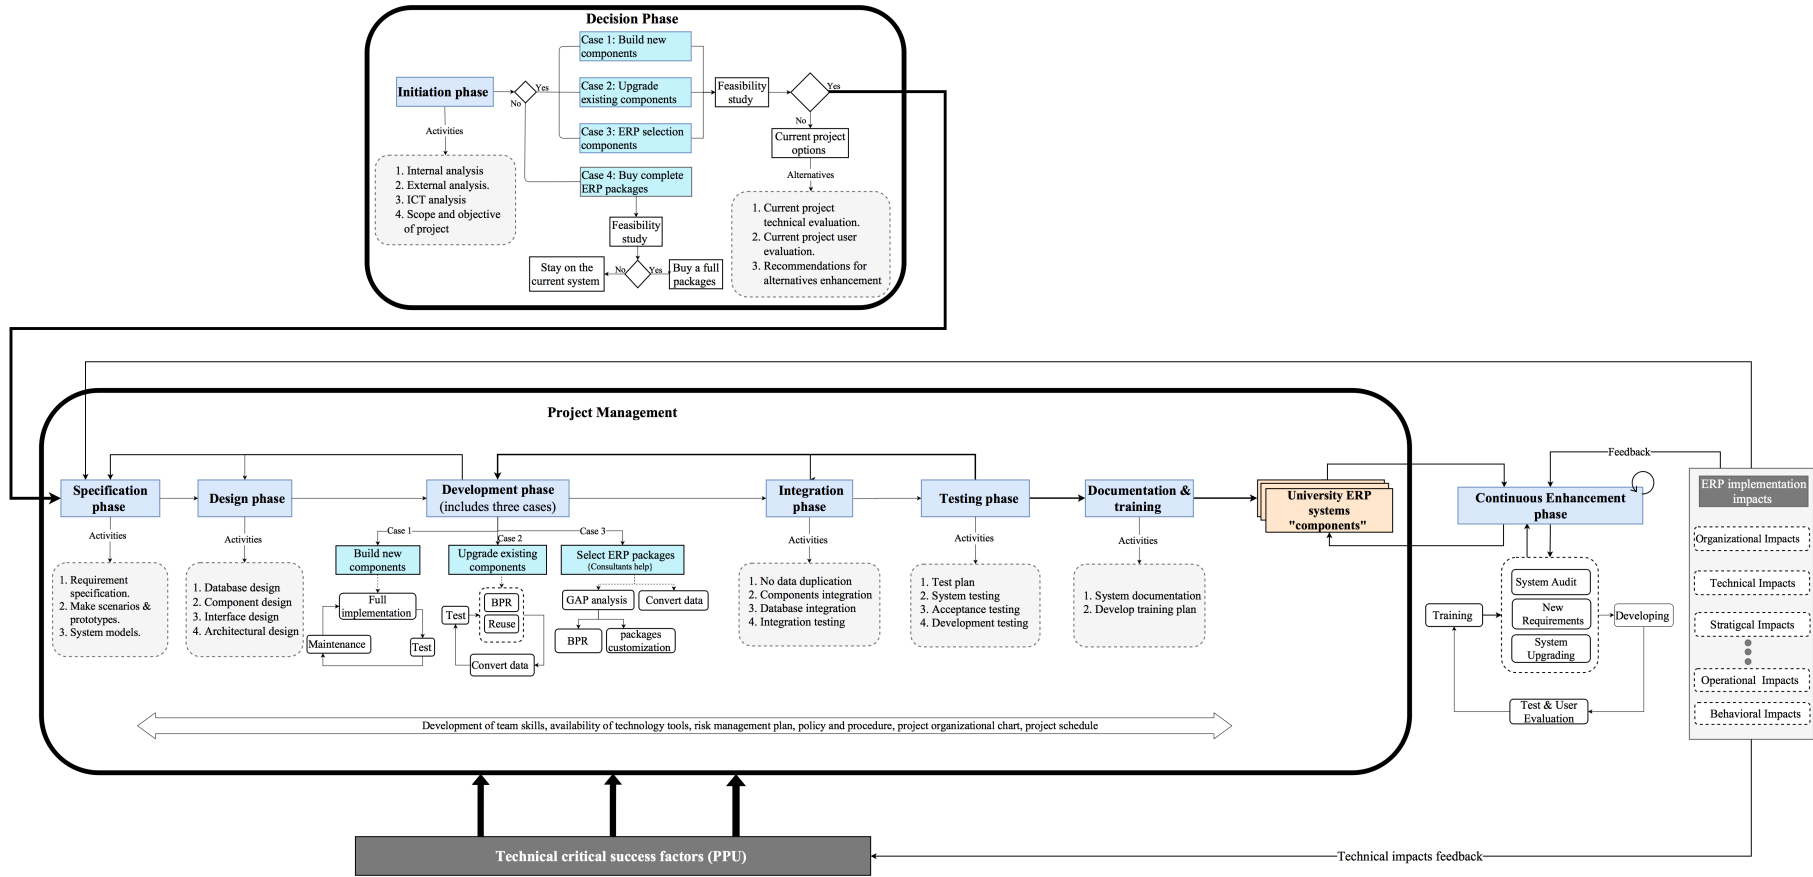 Decision Phase
Initiation phase
Activities
1. Internal analysis
2. External analysis.
3. ICT analysis
4. Scope and objective
of project
Yes
No
Case 1: Build new
components
Case 2: Upgrade
existing components
Case 3: ERP selection
components
Case 4: Buy complete
ERP packages
Feasibility
study
No
Yes
Stay on the
current system
Buy a full
packages
Feasibility
study
Yes
No
Current project
options
Alternatives
1. Current project
technical evaluation.
2. Current project user
evaluation.
3. Recommendations for
alternatives enhancement
Project Management
Specification
phase
Activities
1. Requirement
specification.
2. Make scenarios &
prototypes.
3. System models.
Design phase
Activities
1. Database design
2. Component design
3. Interface design
4. Architectural design
Development phase
(includes three cases)
Case 1
Case 2
Case 3
Build new
components
Full
implementation
Maintenance
Test
Upgrade existing
components
BPR
Reuse
Test
Convert data
Select ERP packages
{Consultants help}
GAP analysis
Convert data
BPR
packages
customization
Integration
phase
Activities
1. No data duplication
2. Components integration
3. Database integration
4. Integration testing
Testing phase
Activities
1. Test plan
2. System testing
3. Acceptance testing
4. Development testing
Documentation &
training
Activities
1. System documentation
2. Develop training plan
University ERP
systems
"components"
Development of team skills, availability of technology tools, risk management plan, policy and procedure, project organizational chart, project schedule
Feedback
Continuous Enhancement
phase
System Audit
New
Requirements
System
Upgrading
Training
Developing
Test & User
Evaluation
ERP implementation
impacts
Organizational Impacts
Technical Impacts
Stratigcal Impacts
Operational Impacts
Behavioral Impacts
Technical critical success factors (PPU)
Technical impacts feedback